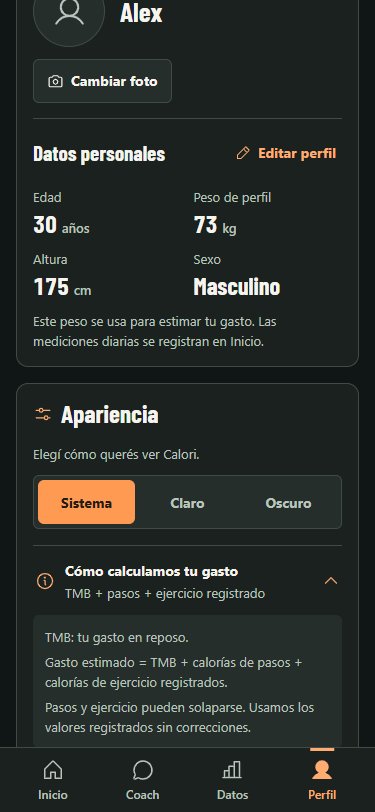 Alex
Cambiar foto
Datos personales
Editar perfil
Edad
Peso de perfil
30 años
73 kg
Altura
Sexo
175 cm
Masculino
Este peso se usa para estimar tu gasto. Las
mediciones diarias se registran en Inicio.
Apariencia
Elegí cómo querés ver Calori.
Sistema
Claro
Oscuro
Cómo calculamos tu gasto
TMB + pasos + ejercicio registrado
TMB: tu gasto en reposo.
Gasto estimado = TMB + calorías de pasos +
calorías de ejercicio registrados.
Pasos y ejercicio pueden solaparse. Usamos los
valores registrados sin correcciones.
Inicio
Coach
Datos
Perfil